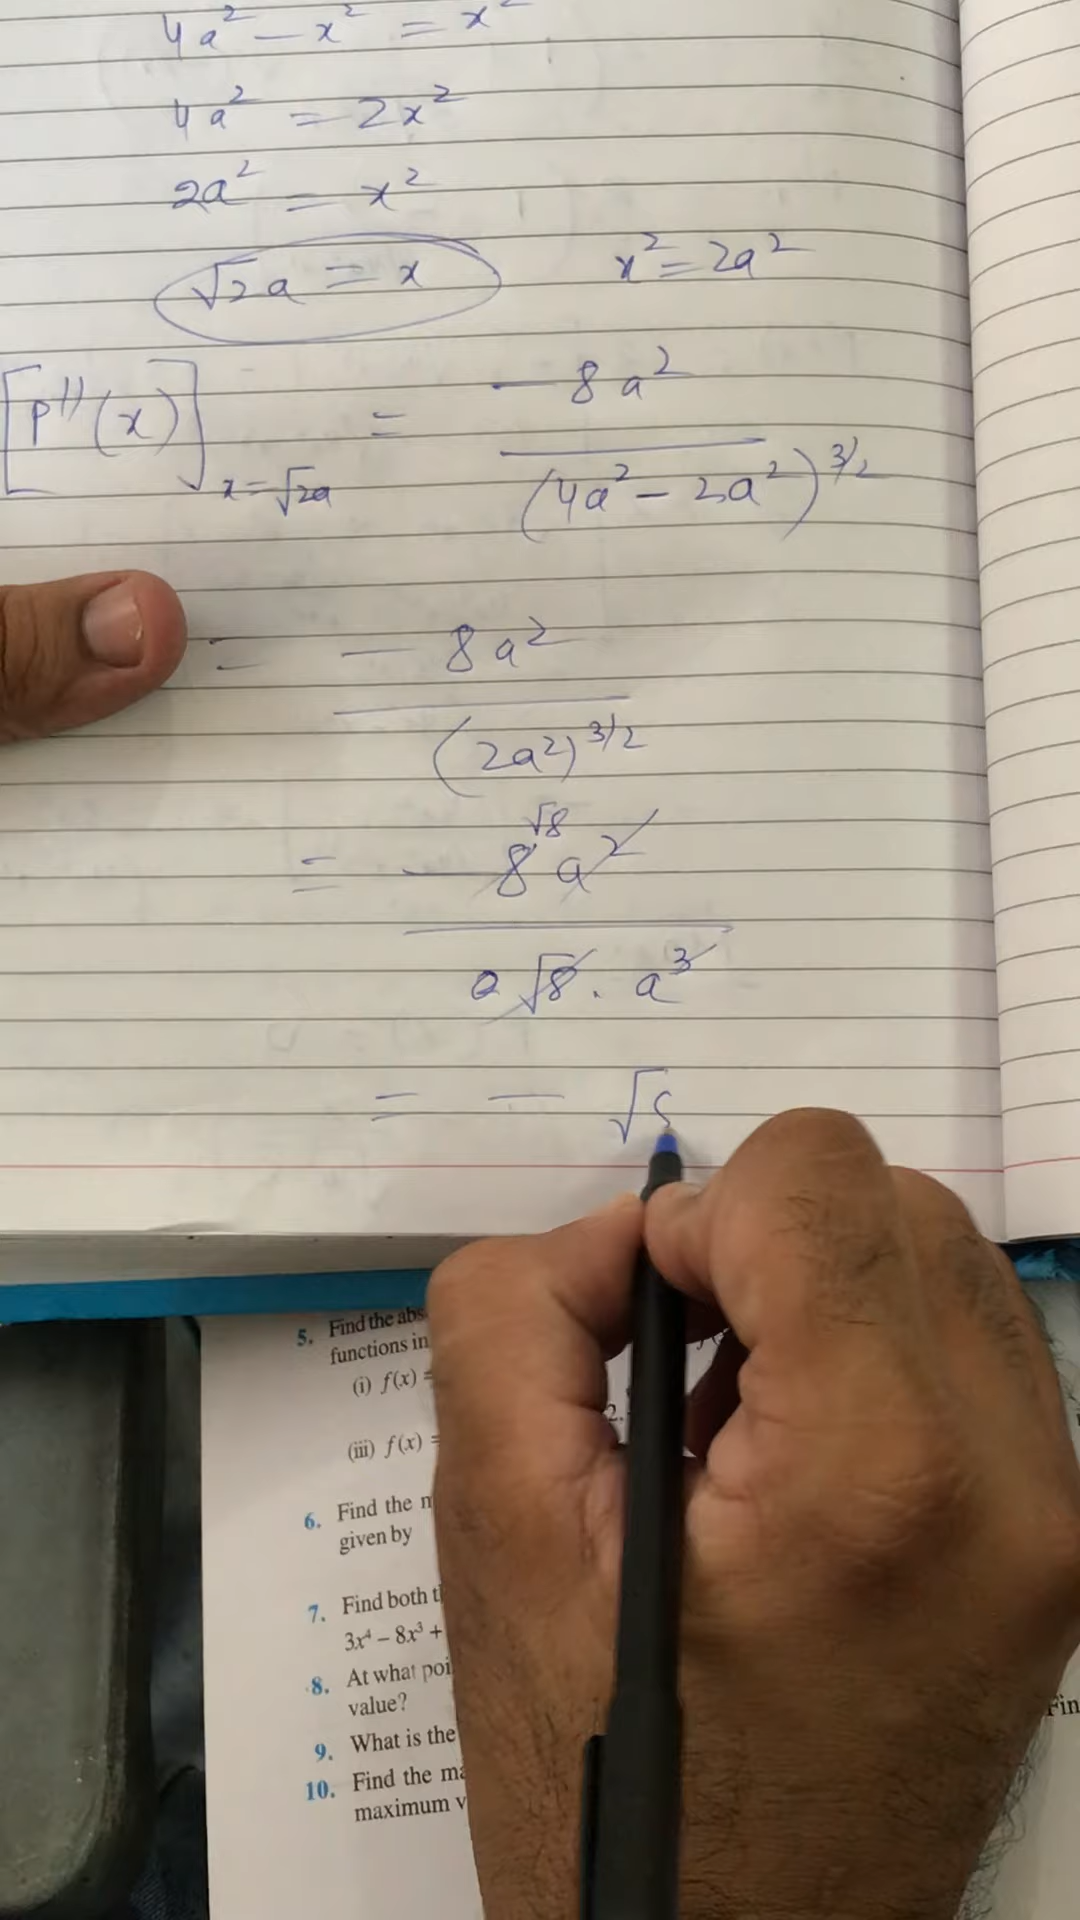 4a² − x² = x²
4a² = 2x²
2a² = x²
√2a = x x² = 2a²
[P''(x)]x=√2a = −8a² / (4a² − 2a²)^3/2
= −8a² / (2a²)^3/2
√8
= −8a² / √8 . a³
= − √
5. Find the abs
functions in
(i) f(x) =
(iii) f(x) =
6. Find the
given by
7. Find both
3x⁴ – 8x³ +
8. At what poi
value?
9. What is the
10. Find the ma
maximum v
2.
Fin